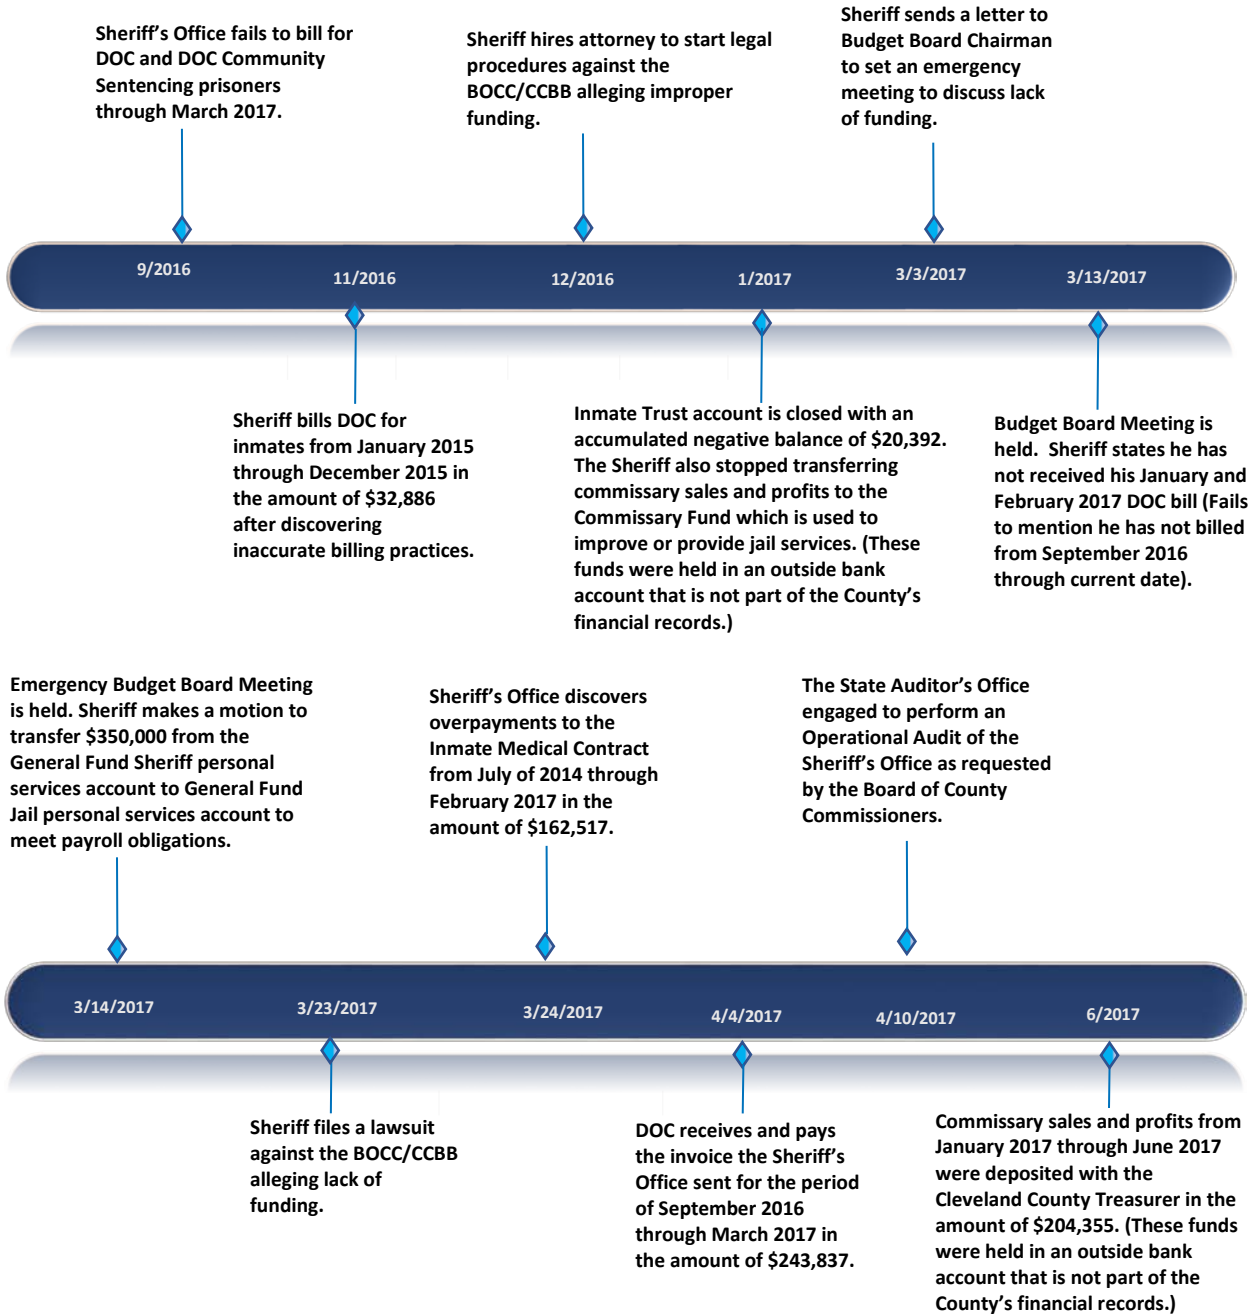 Sheriff’s Office fails to bill for
DOC and DOC Community
Sentencing prisoners
through March 2017.
Sheriff hires attorney to start legal
procedures against the
BOCC/CCBB alleging improper
funding.
Sheriff sends a letter to
Budget Board Chairman
to set an emergency
meeting to discuss lack
of funding.
9/2016
11/2016
12/2016
1/2017
3/3/2017
3/13/2017
Sheriff bills DOC for
inmates from January 2015
through December 2015 in
the amount of $32,886
after discovering
inaccurate billing practices.
Inmate Trust account is closed with an
accumulated negative balance of $20,392.
The Sheriff also stopped transferring
commissary sales and profits to the
Commissary Fund which is used to
improve or provide jail services. (These
funds were held in an outside bank
account that is not part of the County’s
financial records.)
Budget Board Meeting is
held.  Sheriff states he has
not received his January and
February 2017 DOC bill (Fails
to mention he has not billed
from September 2016
through current date).
Emergency Budget Board Meeting
is held. Sheriff makes a motion to
transfer $350,000 from the
General Fund Sheriff personal
services account to General Fund
Jail personal services account to
meet payroll obligations.
Sheriff’s Office discovers
overpayments to the
Inmate Medical Contract
from July of 2014 through
February 2017 in the
amount of $162,517.
The State Auditor’s Office
engaged to perform an
Operational Audit of the
Sheriff’s Office as requested
by the Board of County
Commissioners.
3/14/2017
3/23/2017
3/24/2017
4/4/2017
4/10/2017
6/2017
Sheriff files a lawsuit
against the BOCC/CCBB
alleging lack of
funding.
DOC receives and pays
the invoice the Sheriff’s
Office sent for the period
of September 2016
through March 2017 in
the amount of $243,837.
Commissary sales and profits from
January 2017 through June 2017
were deposited with the
Cleveland County Treasurer in the
amount of $204,355. (These funds
were held in an outside bank
account that is not part of the
County’s financial records.)